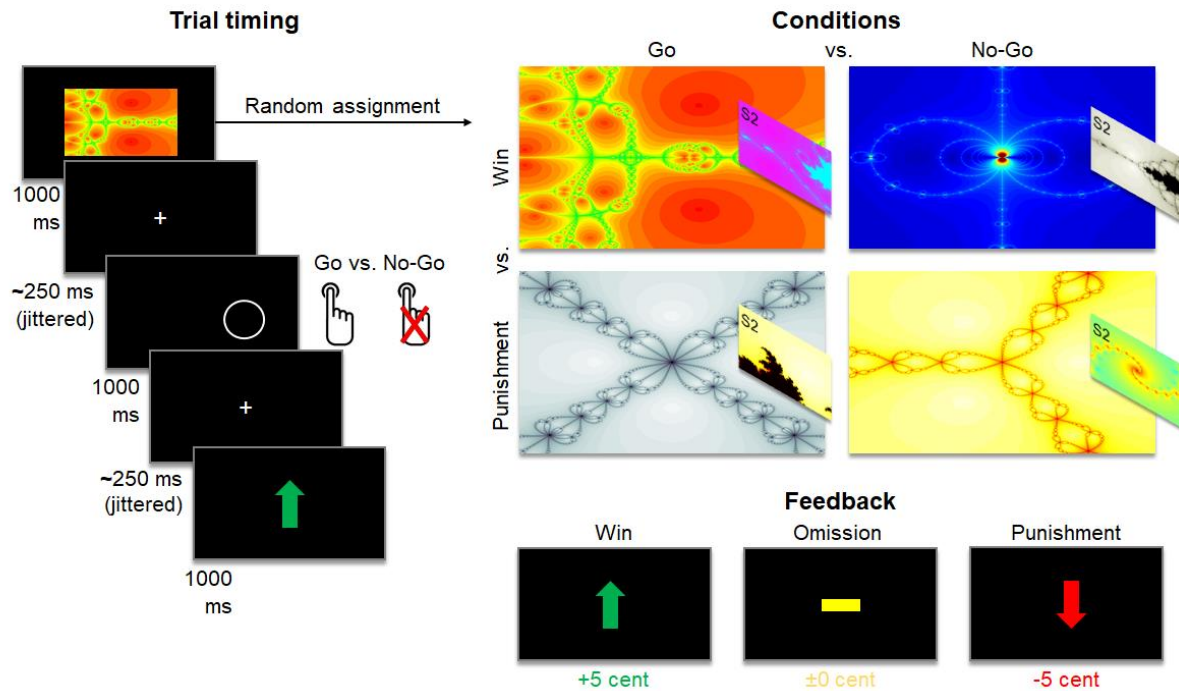 Trial timing
Random assignment
1000
ms
+
~250 ms
(jittered)
Go vs. No-Go
1000
ms
+
~250 ms
(jittered)
1000
ms
Conditions
Go
vs.
No-Go
Win
vs.
Punishment
S2
S2
S2
S2
Feedback
Win
Omission
Punishment
+5 cent
±0 cent
-5 cent